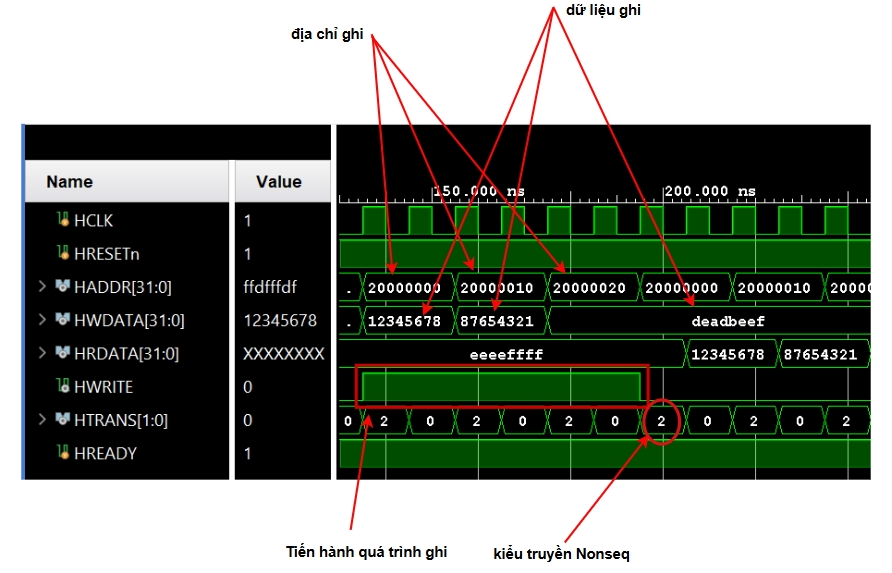 dữ liệu ghi
địa chỉ ghi
Name Value
150.000 ns 200.000 ns
HCLK 1
HRESETn 1
HADDR[31:0] ffdfffdf . 20000000 20000010 20000020 20000000 20000010 20000
HWDATA[31:0] 12345678 . 12345678 87654321 deadbeef
HRDATA[31:0] XXXXXXXX eeeeffff 12345678 87654321
HWRITE 0
HTRANS[1:0] 0 0 2 0 2 0 2 0 2 0 2 0 2
HREADY 1
Tiến hành quá trình ghi
kiểu truyền Nonseq